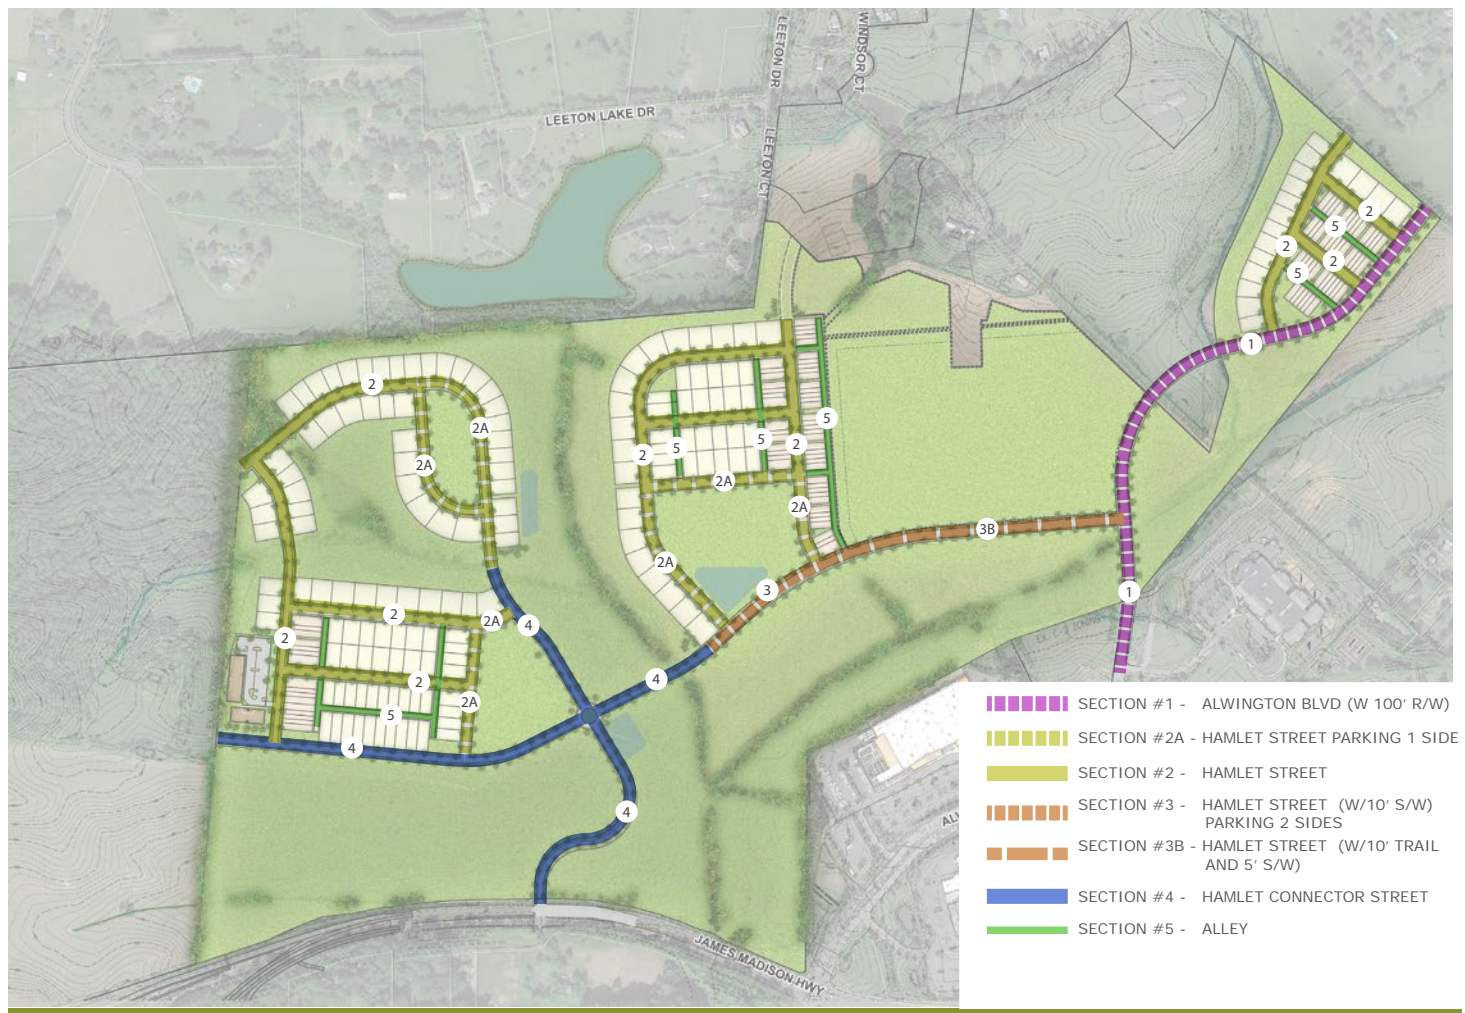 LEETON DR
WINDSOR CT
LEETON LAKE DR
LEETON CT
2
5
2
2
5
1
2
2A
2A
5
2
5
5
2
2A
2A
3B
2A
3
1
2
2A
4
2
4
2
2A
5
4
4
JAMES MADISON HWY
SECTION #1 - ALWINGTON BLVD (W 100' R/W)
SECTION #2A - HAMLET STREET PARKING 1 SIDE
SECTION #2 - HAMLET STREET
SECTION #3 - HAMLET STREET (W/10' S/W)
PARKING 2 SIDES
SECTION #3B - HAMLET STREET (W/10' TRAIL
AND 5' S/W)
SECTION #4 - HAMLET CONNECTOR STREET
SECTION #5 - ALLEY